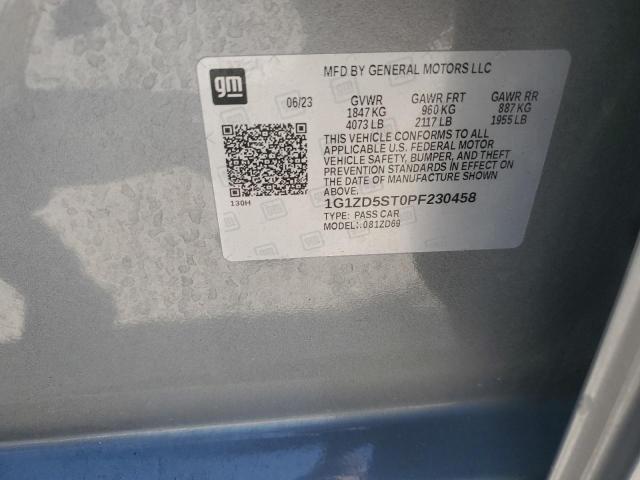 gm
MFD BY GENERAL MOTORS LLC
06/23 GVWR GAWR FRT GAWR RR
1847 KG 960 KG 887 KG
4073 LB 2117 LB 1955 LB
THIS VEHICLE CONFORMS TO ALL
APPLICABLE U.S. FEDERAL MOTOR
VEHICLE SAFETY, BUMPER, AND THEFT
PREVENTION STANDARDS IN EFFECT ON
THE DATE OF MANUFACTURE SHOWN
ABOVE.
130H
1G1ZD5ST0PF230458
TYPE: PASS CAR
MODEL: 081ZD69